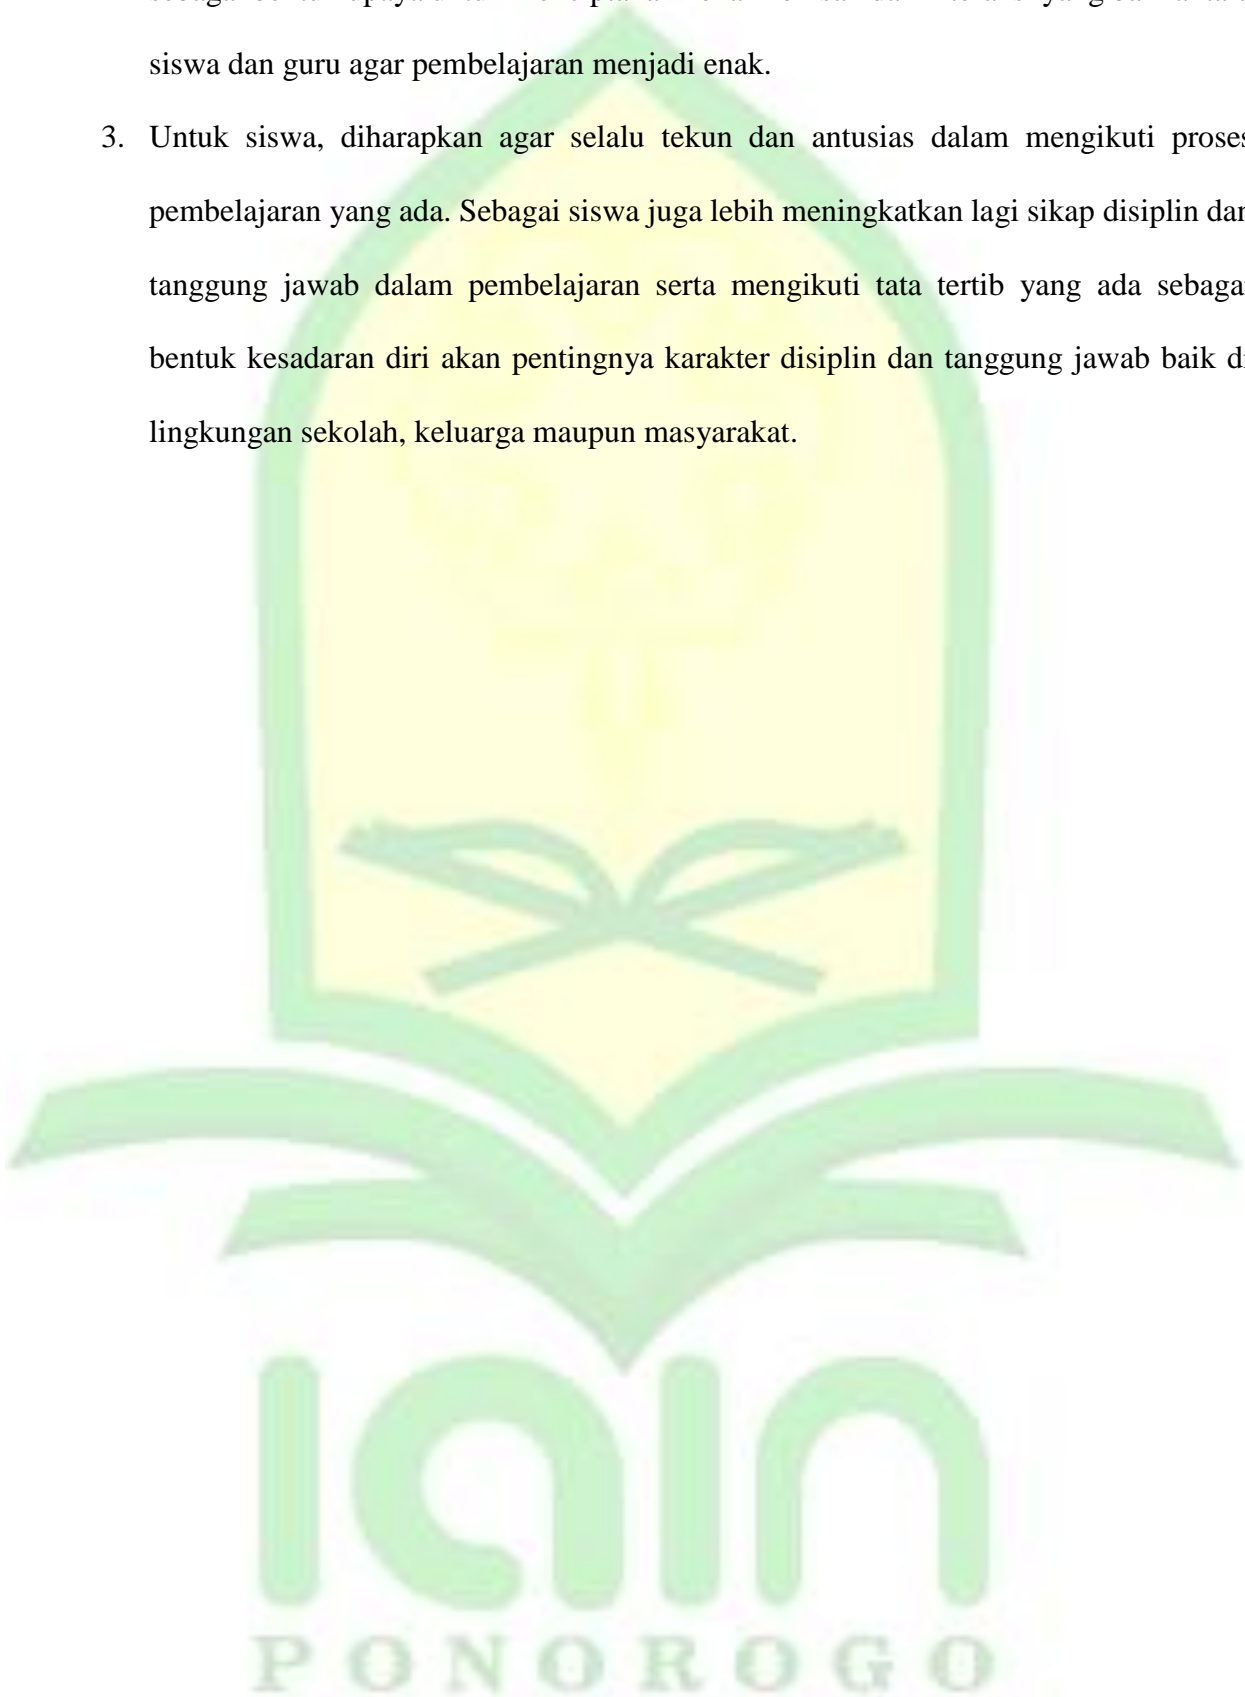 siswa dan guru agar pembelajaran menjadi enak.
3. Untuk siswa, diharapkan agar selalu tekun dan antusias dalam mengikuti proses
pembelajaran yang ada. Sebagai siswa juga lebih meningkatkan lagi sikap disiplin dan
tanggung jawab dalam pembelajaran serta mengikuti tata tertib yang ada sebagai
bentuk kesadaran diri akan pentingnya karakter disiplin dan tanggung jawab baik di
lingkungan sekolah, keluarga maupun masyarakat.
iain
PONOROGO